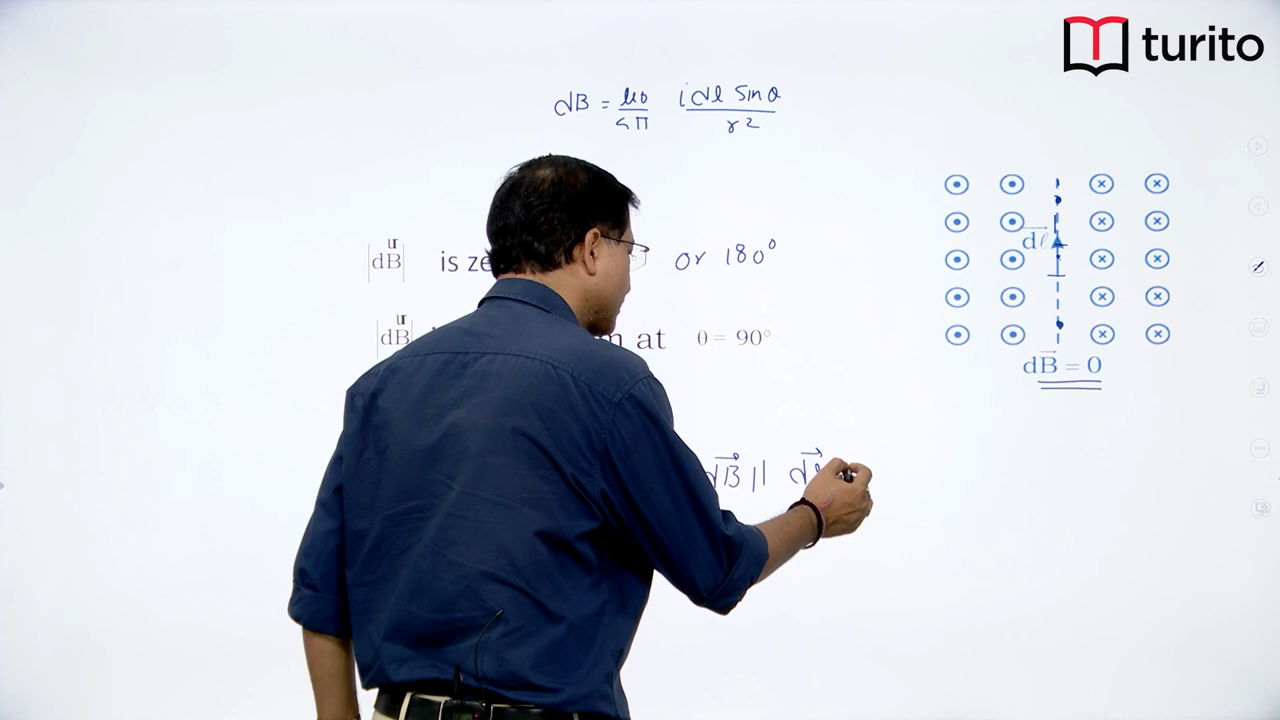 turito
dB = μ0/4π i dl Sin θ/r2
|dB| is ze or 180°
|dB| m at θ = 90°
dB || dl
dℓ
dB = 0